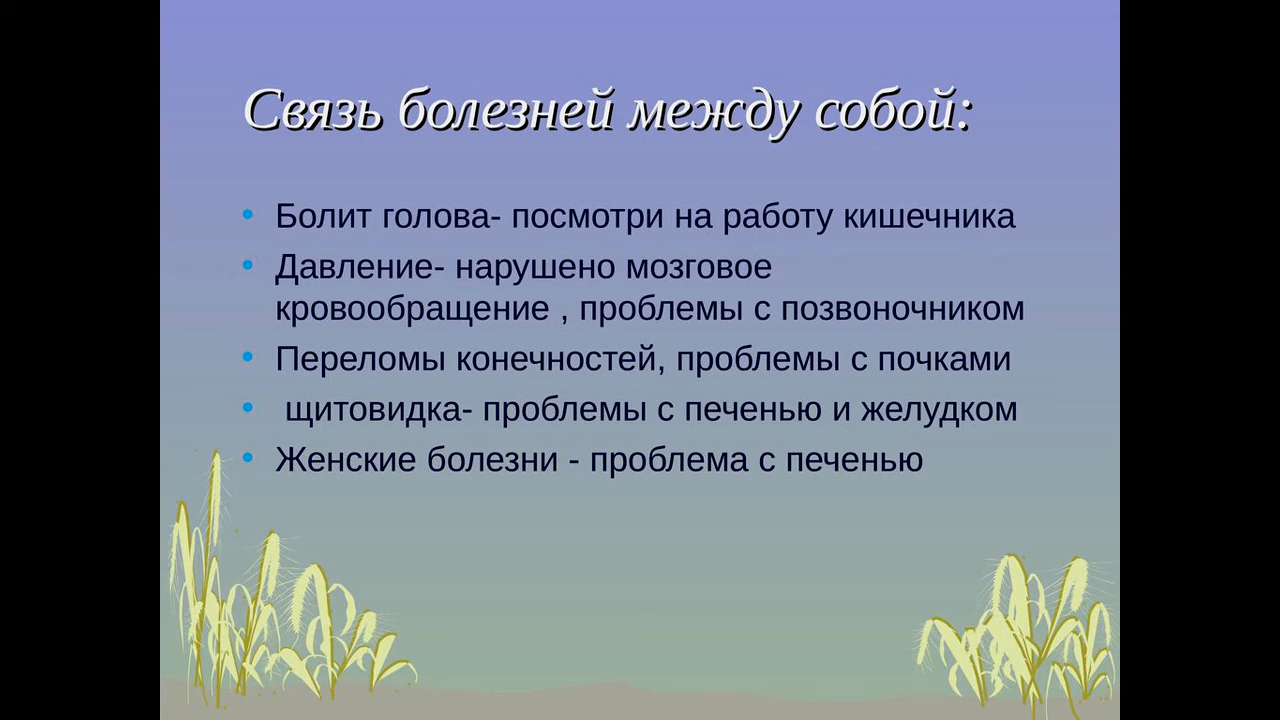 Связь болезней между собой:
• Болит голова- посмотри на работу кишечника
• Давление- нарушено мозговое
кровообращение , проблемы с позвоночником
• Переломы конечностей, проблемы с почками
• щитовидка- проблемы с печенью и желудком
• Женские болезни - проблема с печенью